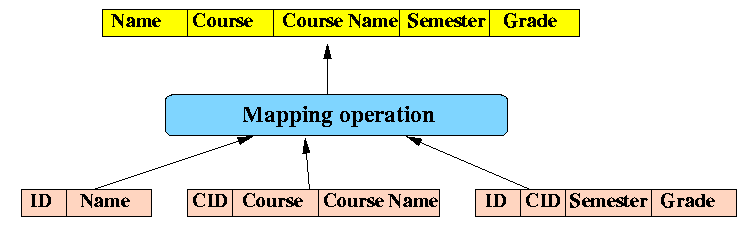 Name Course Course Name Semester Grade
Mapping operation
ID Name CID Course Course Name ID CID Semester Grade